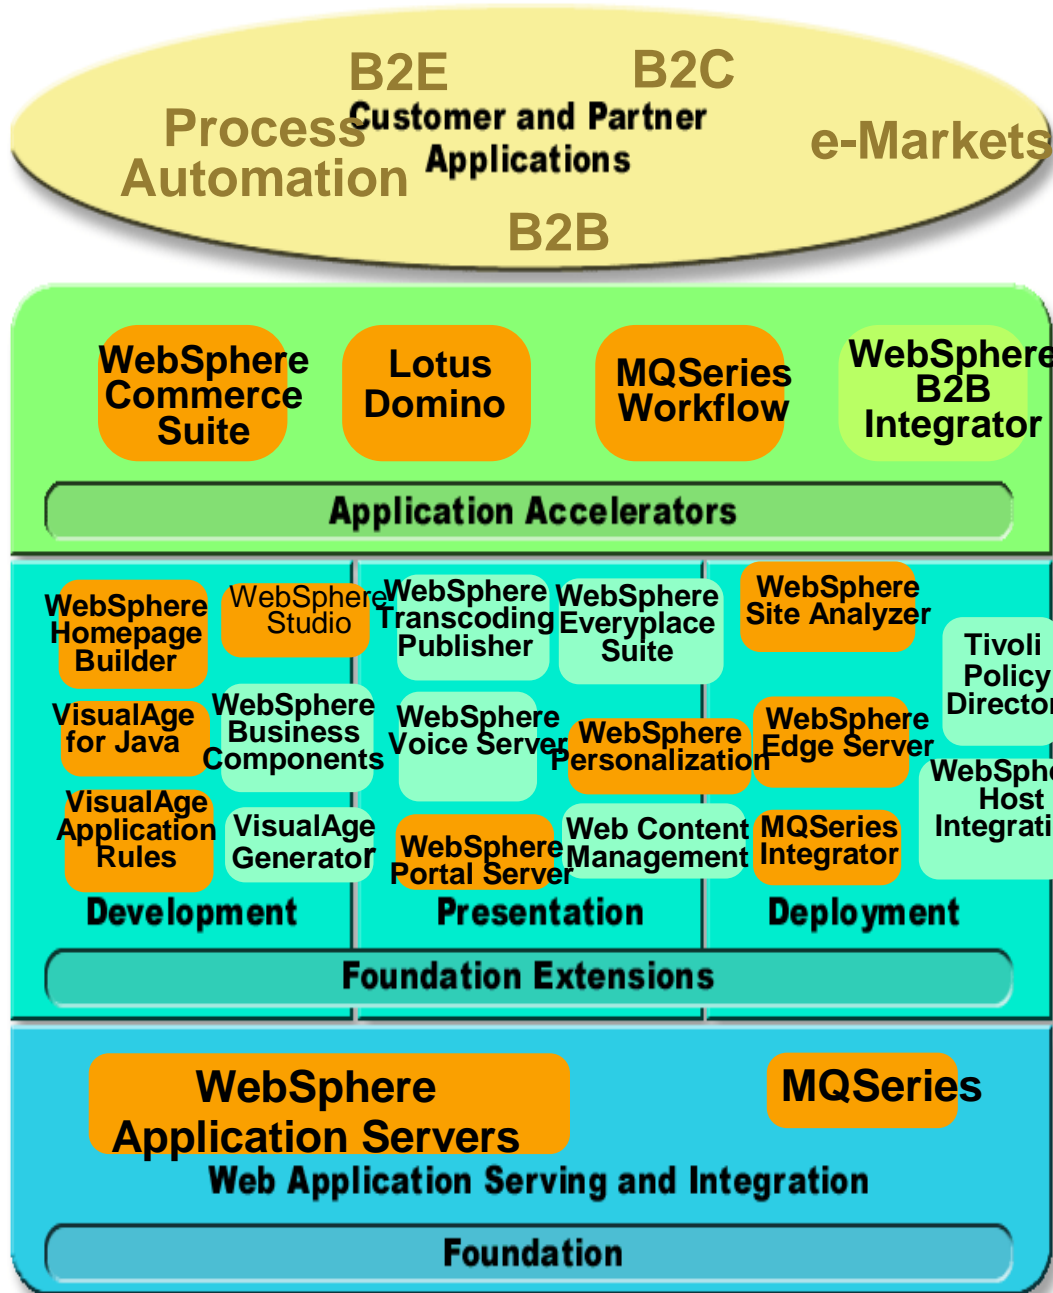 B2E
B2C
Customer and Partner
Applications
Process
Automation
e-Markets
B2B
WebSphere
Commerce
Suite
Lotus
Domino
MQSeries
Workflow
WebSphere
B2B
Integrator
Application Accelerators
WebSphere
Homepage
Builder
WebSphere
Studio
VisualAge
for Java
WebSphere
Business
Components
VisualAge
Application
Rules
VisualAge
Generator
Development
WebSphere
Transcoding
Publisher
WebSphere
Everyplace
Suite
WebSphere
Voice Server
WebSphere
Personalization
WebSphere
Portal Server
Web Content
Management
Presentation
WebSphere
Site Analyzer
Tivoli
Policy
Director
WebSphere
Edge Server
WebSphe
Host
Integrati
MQSeries
Integrator
Deployment
Foundation Extensions
WebSphere
Application Servers
MQSeries
Web Application Serving and Integration
Foundation